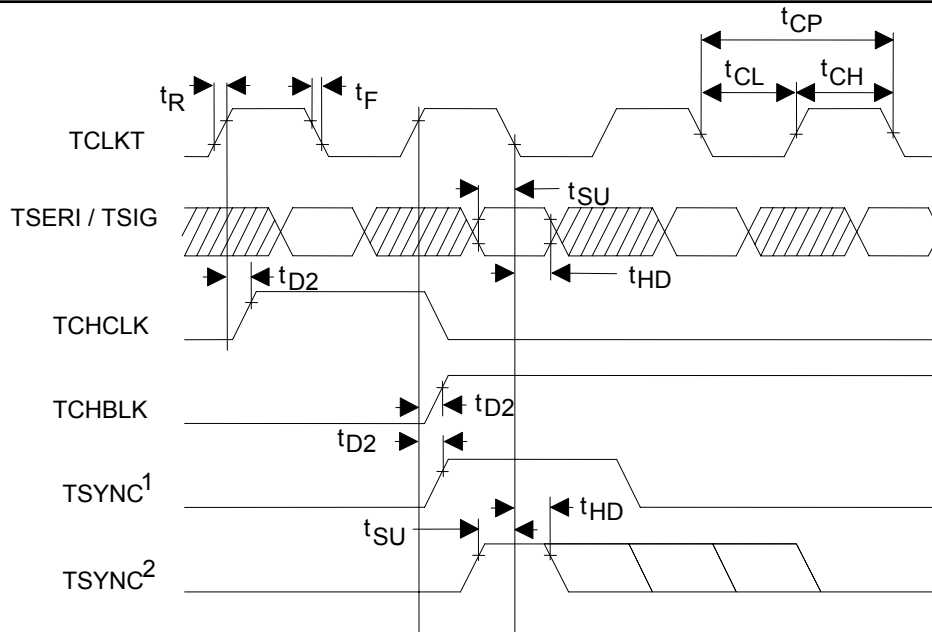 tCP
tCL tCH
tR tF
TCLKT
tSU
TSERI / TSIG
tD2 tHD
TCHCLK
TCHBLK tD2
tD2
TSYNC1
tSU tHD
TSYNC2